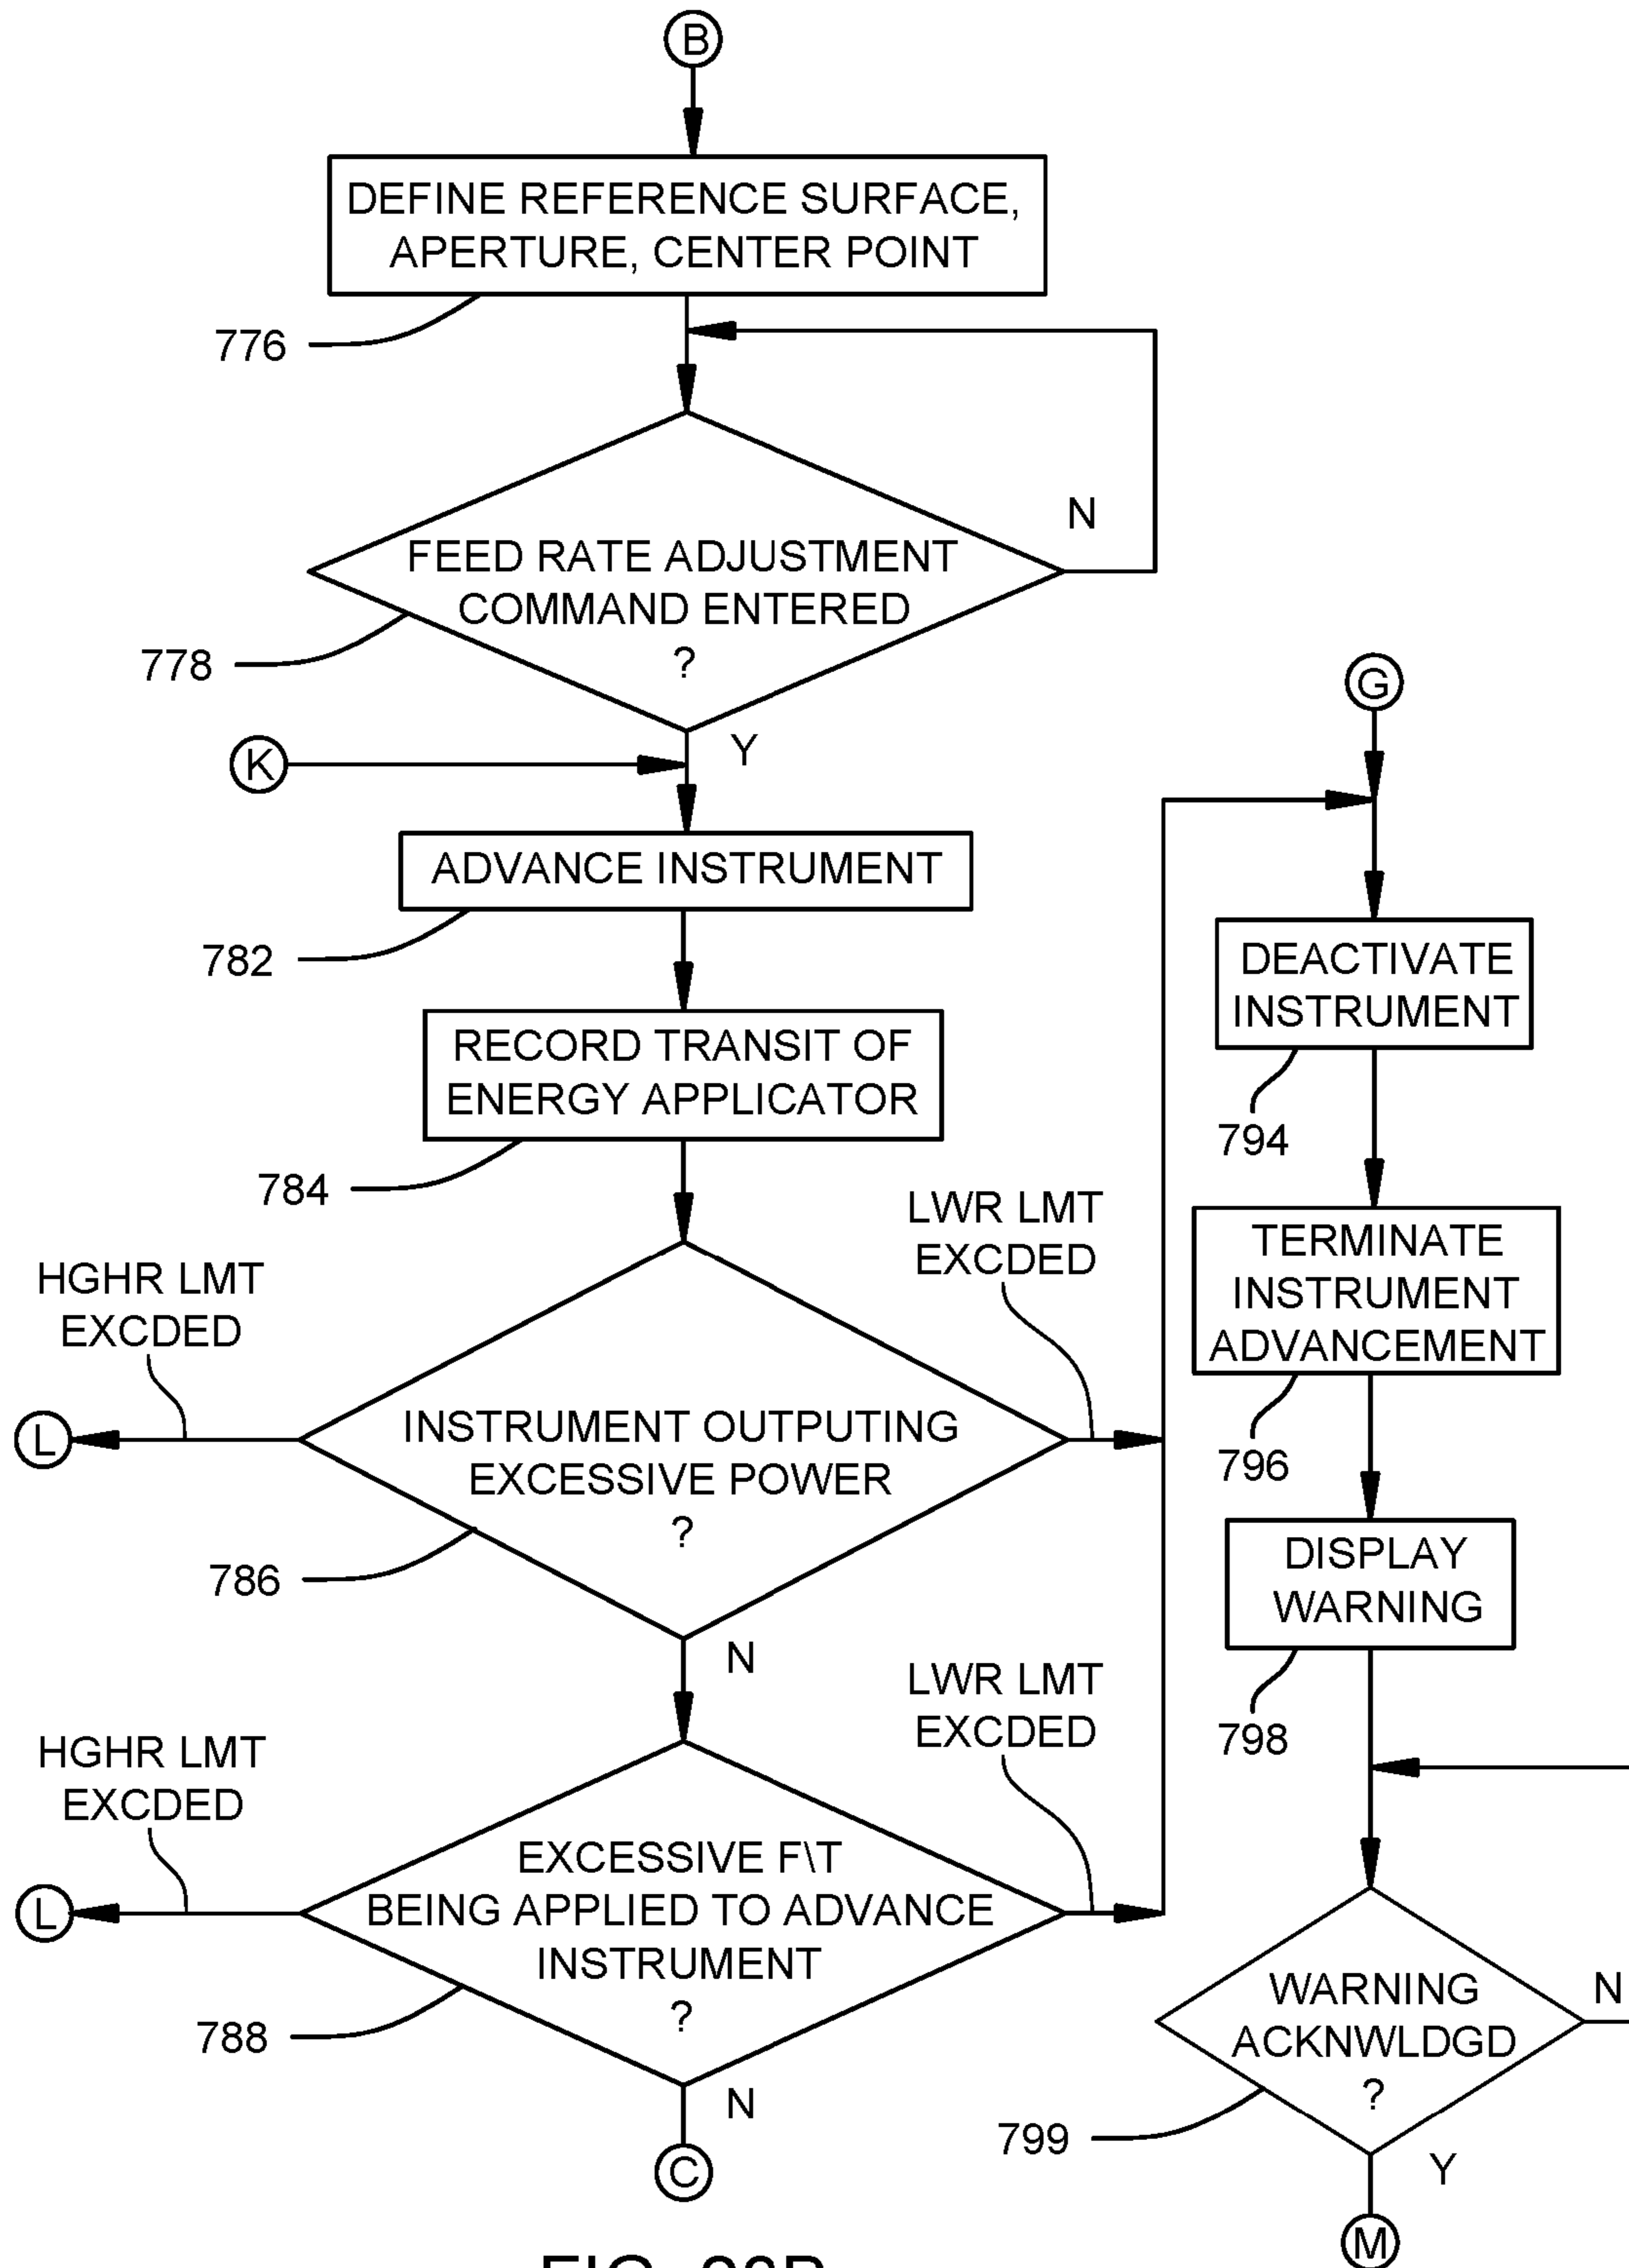 B
DEFINE REFERENCE SURFACE,
APERTURE, CENTER POINT
776
N
FEED RATE ADJUSTMENT
COMMAND ENTERED
?
778
Y
K
ADVANCE INSTRUMENT
782
RECORD TRANSIT OF
ENERGY APPLICATOR
784
HGHR LMT
EXCDED
LWR LMT
EXCDED
L
INSTRUMENT OUTPUTING
EXCESSIVE POWER
?
786
N
HGHR LMT
EXCDED
LWR LMT
EXCDED
L
EXCESSIVE F\T
BEING APPLIED TO ADVANCE
INSTRUMENT
?
788
N
C
G
DEACTIVATE
INSTRUMENT
794
TERMINATE
INSTRUMENT
ADVANCEMENT
796
DISPLAY
WARNING
798
WARNING
ACKNWLDGD
?
N
799
Y
M